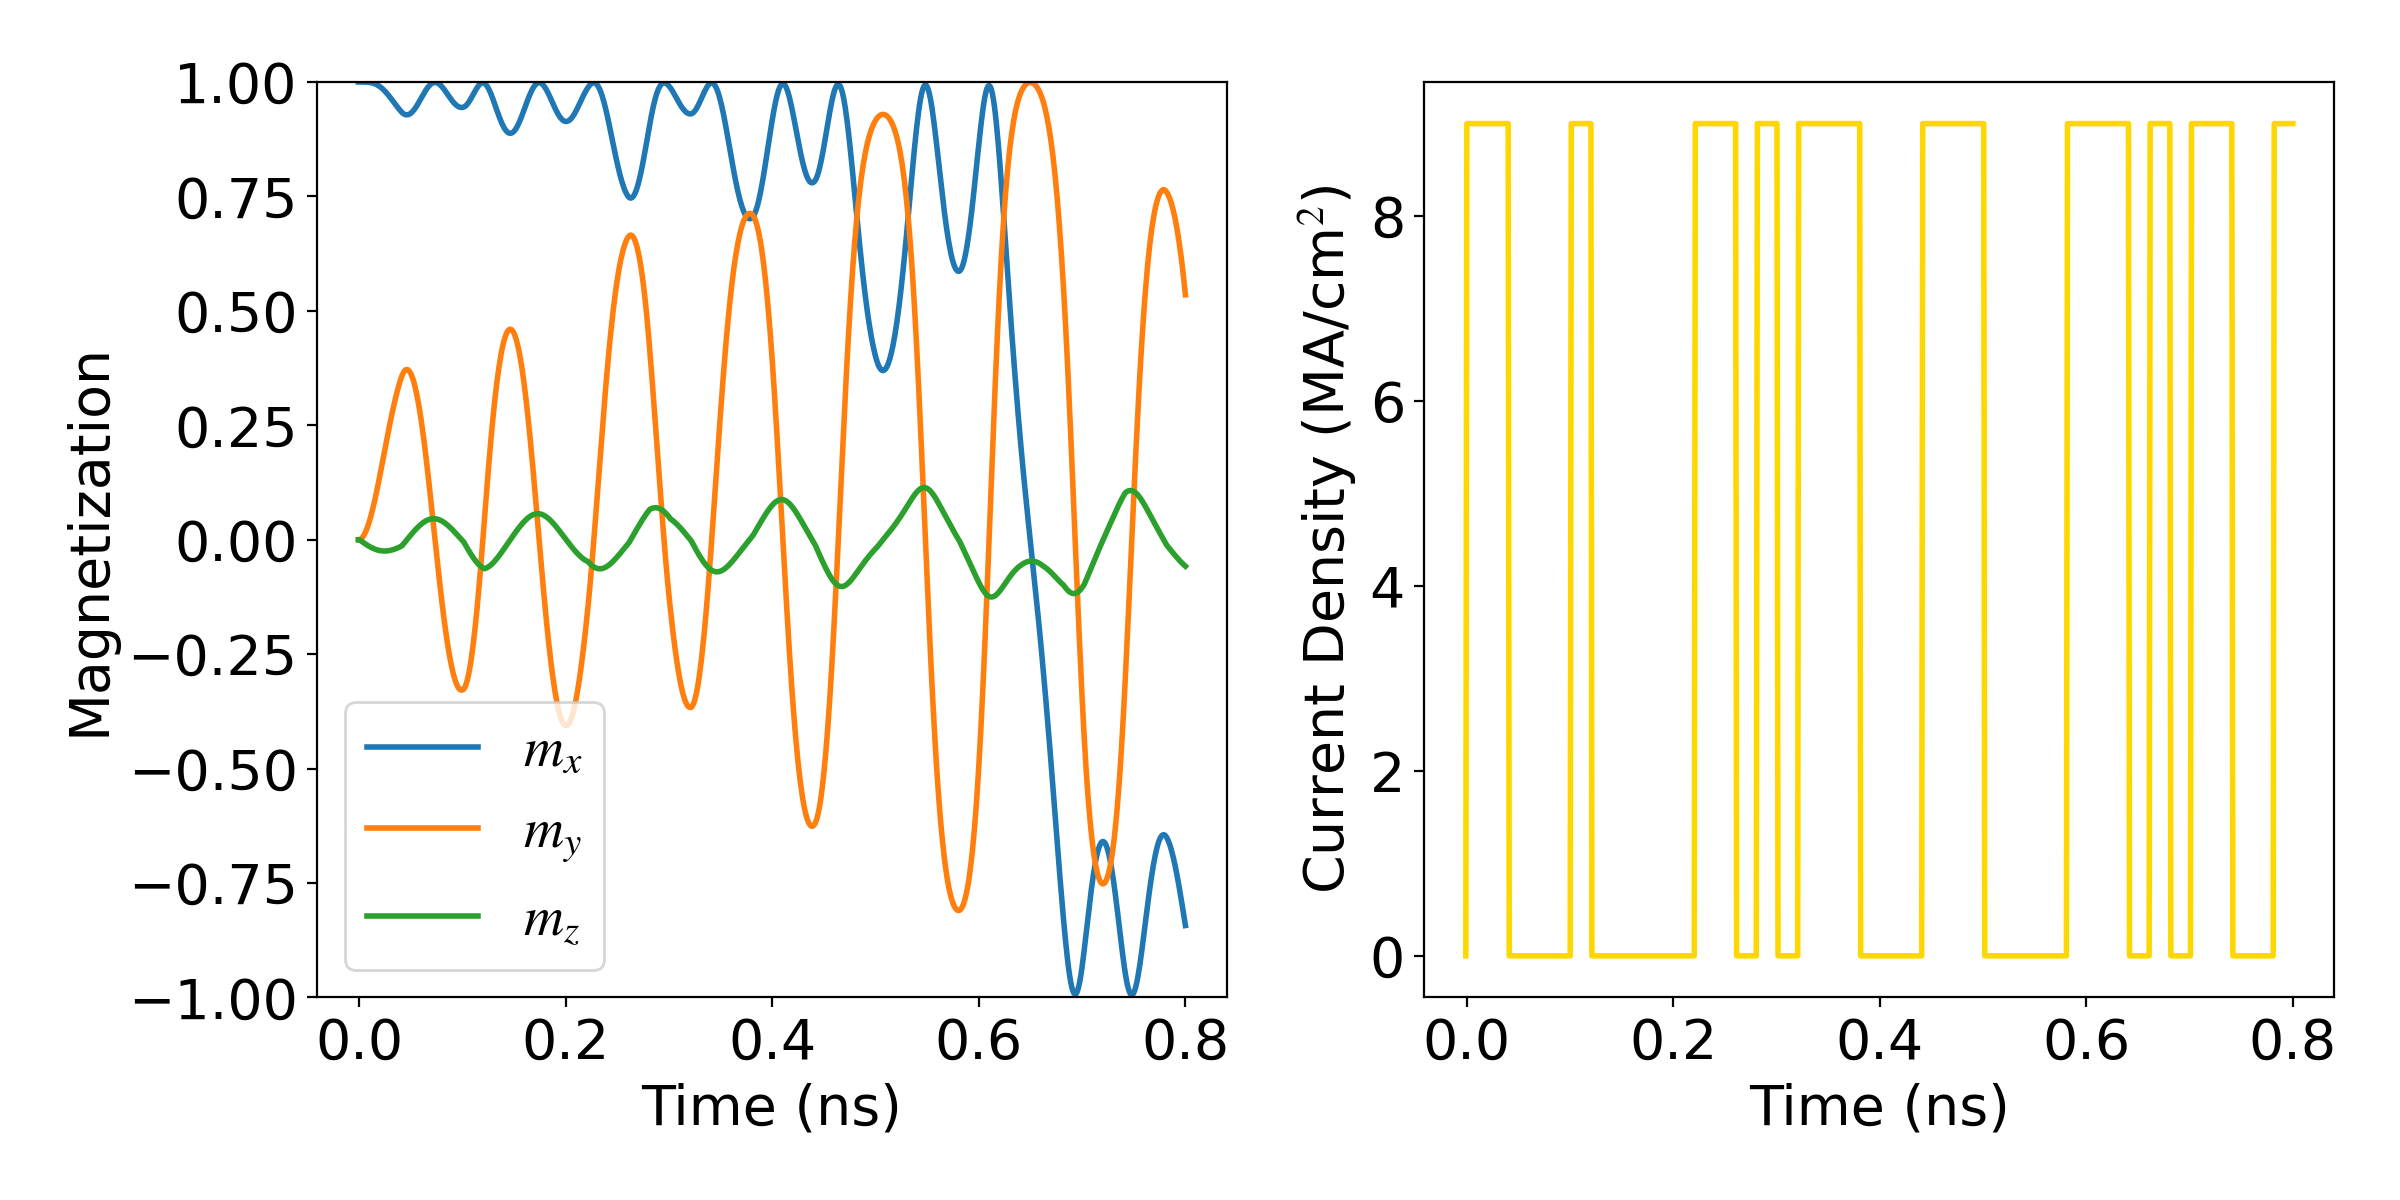 Magnetization
1.00
0.75
0.50
0.25
0.00
−0.25
−0.50
−0.75
−1.00
m_x
m_y
m_z
0.0 0.2 0.4 0.6 0.8
Time (ns)
Current Density (MA/cm²)
8
6
4
2
0
0.0 0.2 0.4 0.6 0.8
Time (ns)